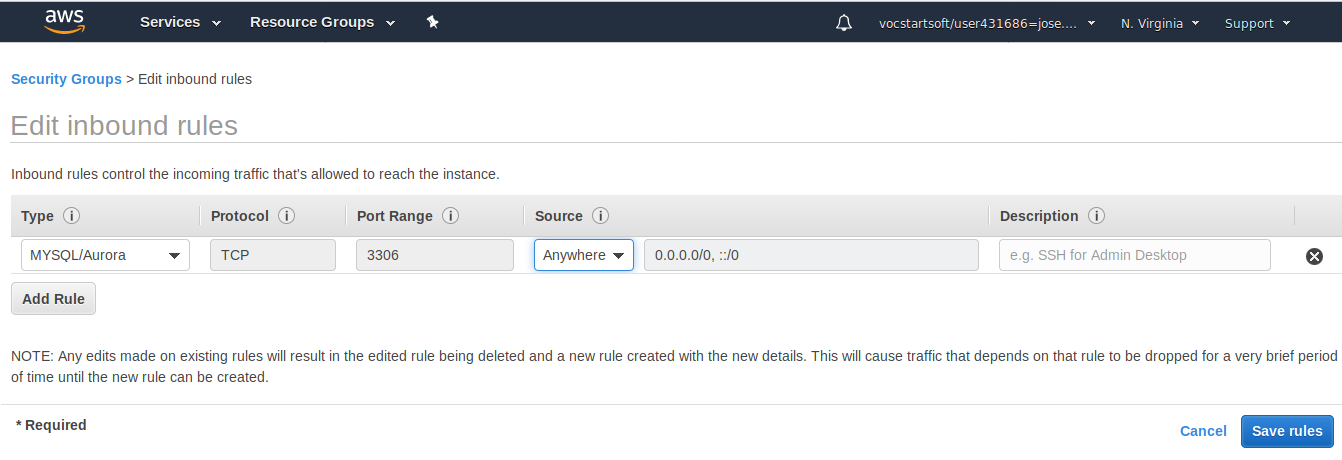 aws Services Resource Groups vocstartsoft/user431686=jose.... N. Virginia Support
Security Groups > Edit inbound rules
Edit inbound rules
Inbound rules control the incoming traffic that's allowed to reach the instance.
Type i Protocol i Port Range i Source i Description i
MYSQL/Aurora TCP 3306 Anywhere 0.0.0.0/0, ::/0 e.g. SSH for Admin Desktop
Add Rule
NOTE: Any edits made on existing rules will result in the edited rule being deleted and a new rule created with the new details. This will cause traffic that depends on that rule to be dropped for a very brief period
of time until the new rule can be created.
* Required
Cancel Save rules